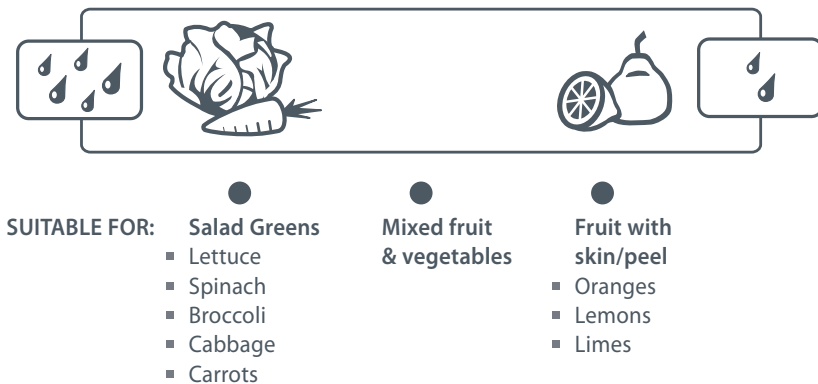 SUITABLE FOR:
Salad Greens
▪ Lettuce
▪ Spinach
▪ Broccoli
▪ Cabbage
▪ Carrots
Mixed fruit
& vegetables
Fruit with
skin/peel
▪ Oranges
▪ Lemons
▪ Limes